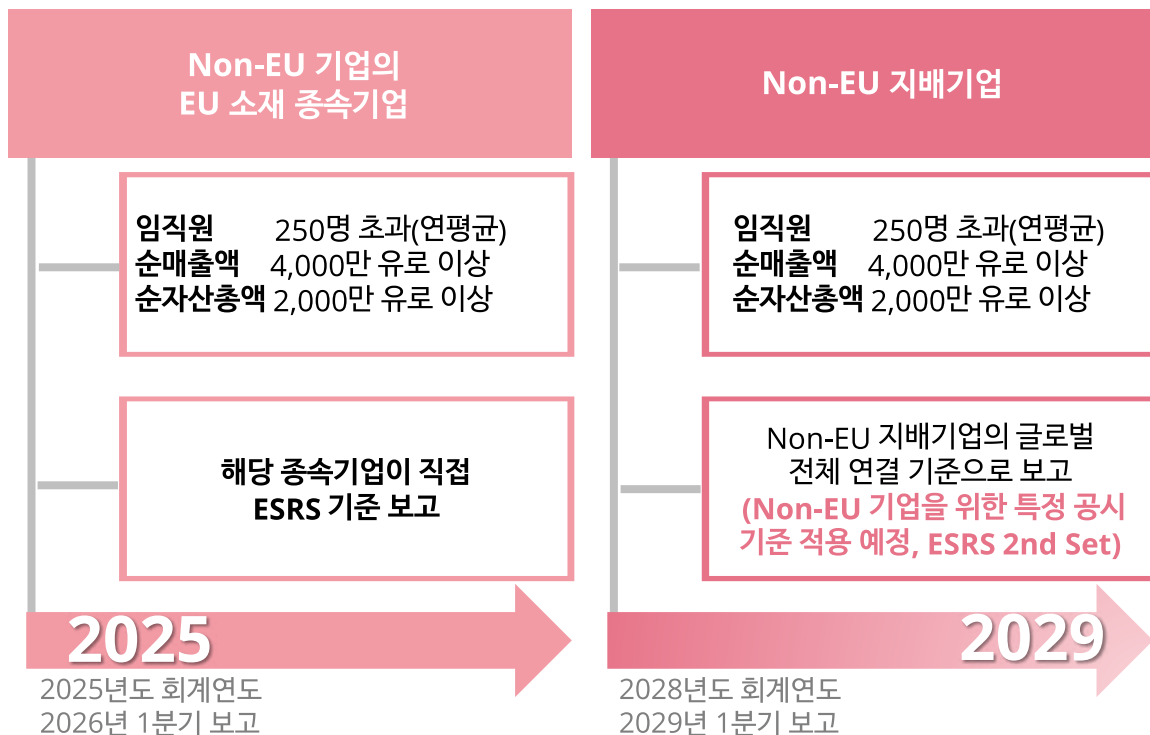 Non-EU 기업의
EU 소재 종속기업
임직원 250명 초과(연평균)
순매출액 4,000만 유로 이상
순자산총액 2,000만 유로 이상
해당 종속기업이 직접
ESRS 기준 보고
2025
2025년도 회계연도
2026년 1분기 보고
Non-EU 지배기업
임직원 250명 초과(연평균)
순매출액 4,000만 유로 이상
순자산총액 2,000만 유로 이상
Non-EU 지배기업의 글로벌
전체 연결 기준으로 보고
(Non-EU 기업을 위한 특정 공시
기준 적용 예정, ESRS 2nd Set)
2029
2028년도 회계연도
2029년 1분기 보고